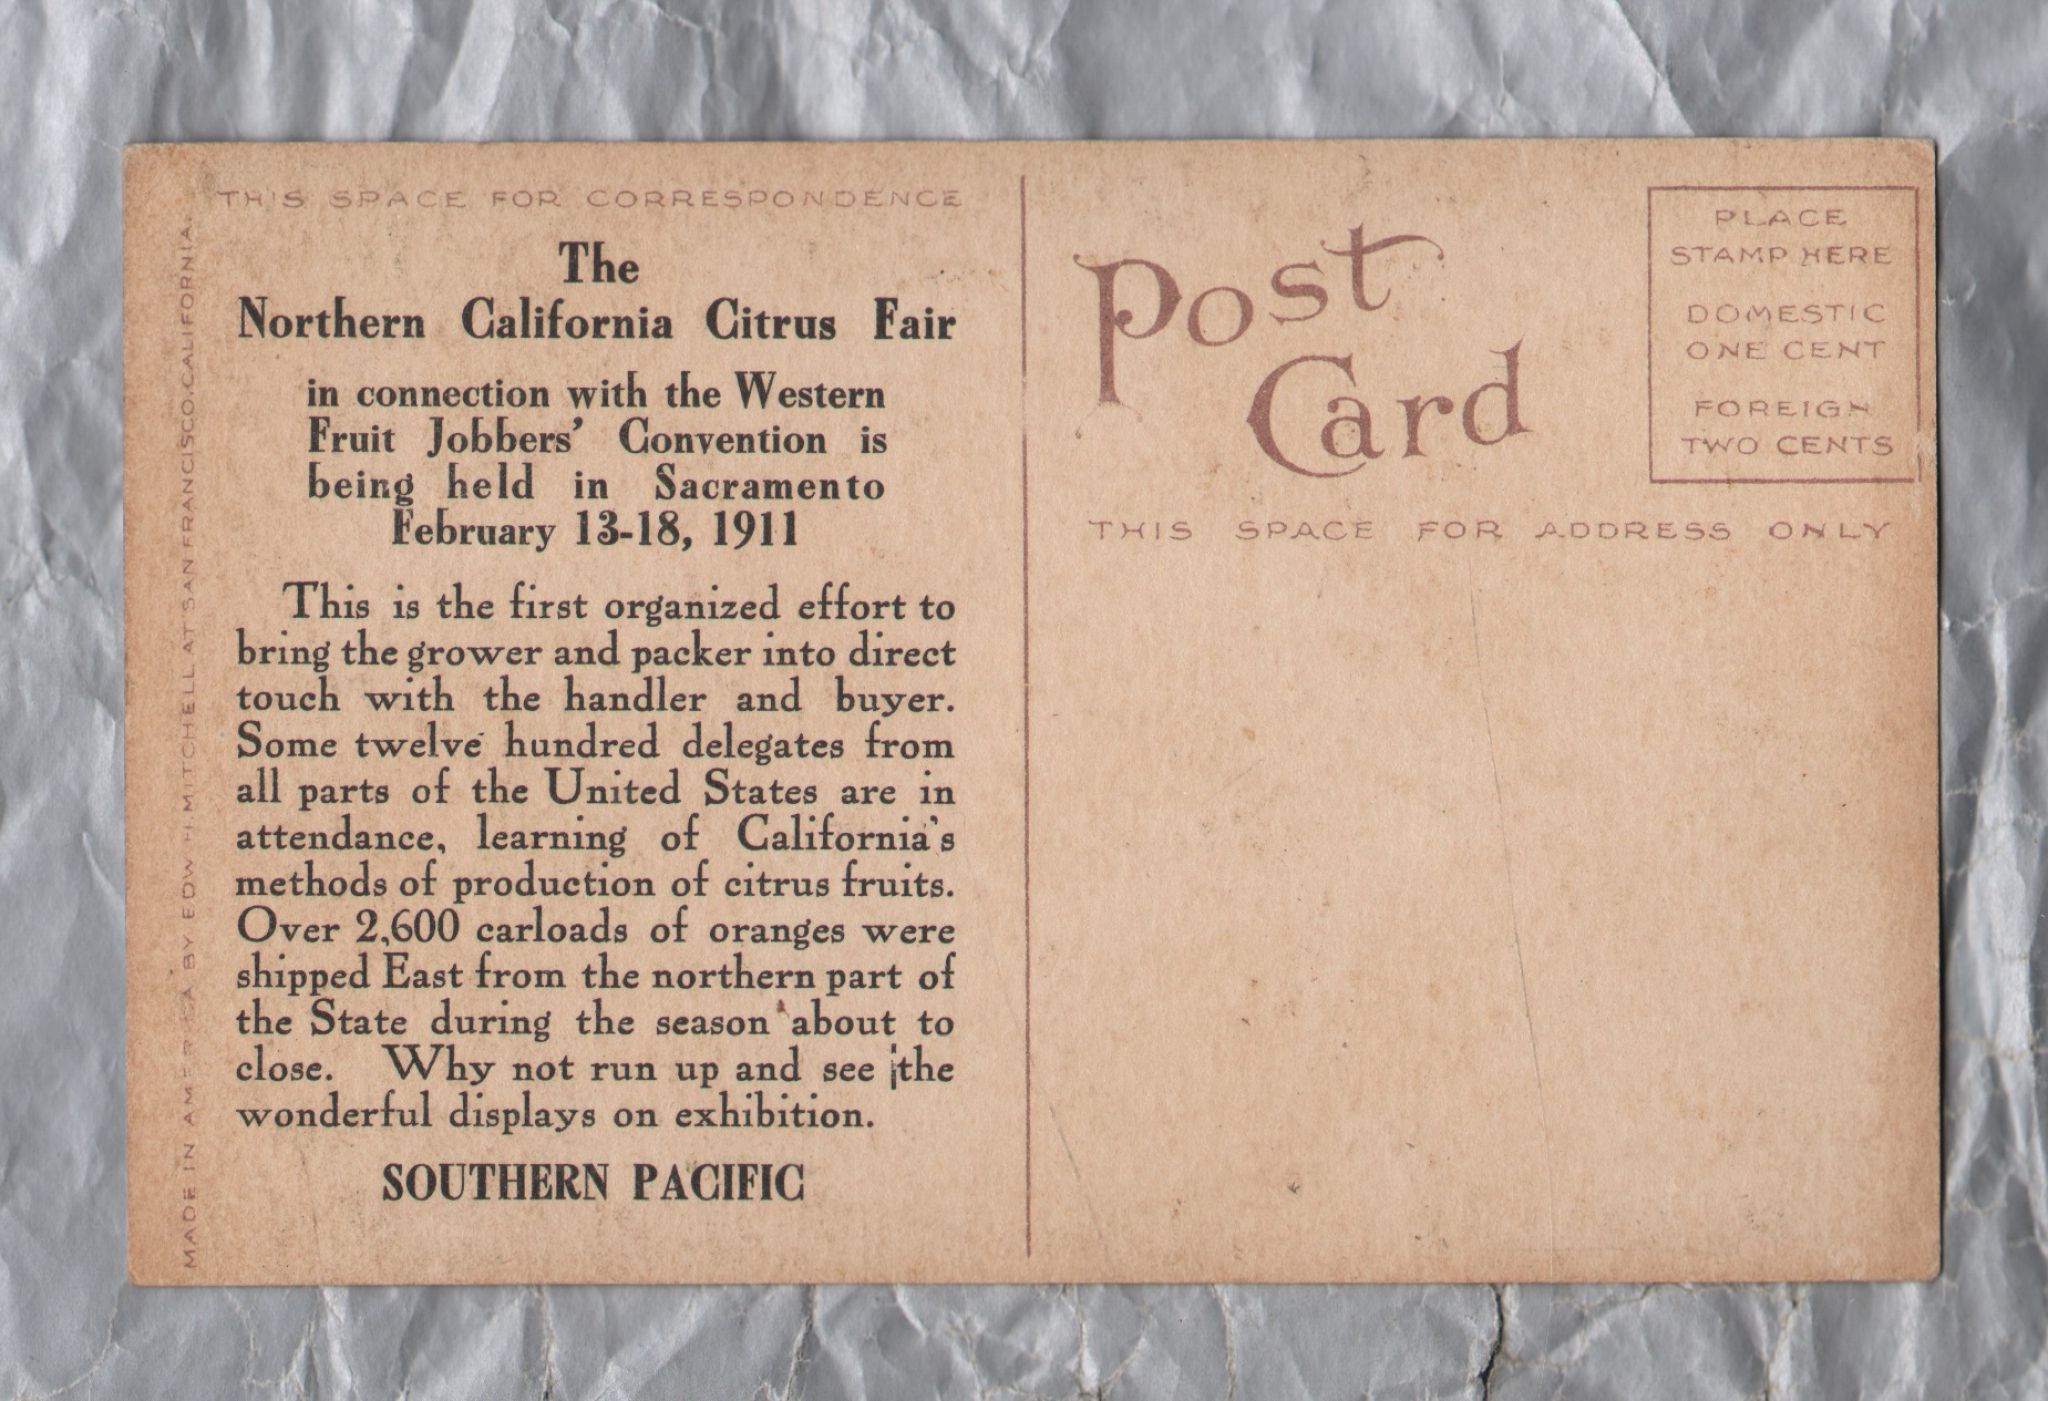 THIS SPACE FOR CORRESPONDENCE
The
Northern California Citrus Fair
in connection with the Western
Fruit Jobbers' Convention is
being held in Sacramento
February 13-18, 1911
This is the first organized effort to
bring the grower and packer into direct
touch with the handler and buyer.
Some twelve hundred delegates from
all parts of the United States are in
attendance, learning of California's
methods of production of citrus fruits.
Over 2,600 carloads of oranges were
shipped East from the northern part of
the State during the season about to
close. Why not run up and see the
wonderful displays on exhibition.
SOUTHERN PACIFIC
MADE IN AMERICA BY EDW H. MITCHELL AT SAN FRANCISCO. CALIFORNIA.
Post
Card
PLACE
STAMP HERE
DOMESTIC
ONE CENT
FOREIGN
TWO CENTS
THIS SPACE FOR ADDRESS ONLY